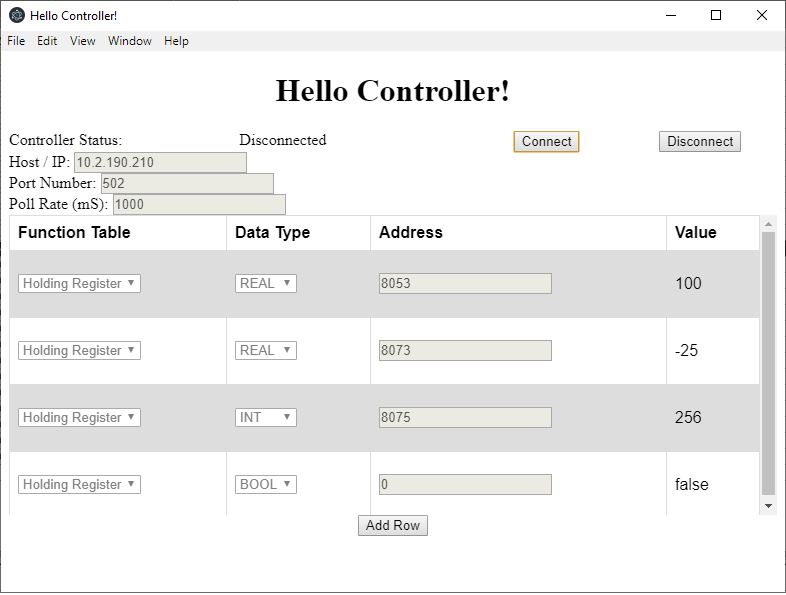 Hello Controller!
File Edit View Window Help
Hello Controller!
Controller Status: Disconnected Connect Disconnect
Host / IP: 10.2.190.210
Port Number: 502
Poll Rate (mS): 1000
Function Table Data Type Address Value
Holding Register REAL 8053 100
Holding Register REAL 8073 -25
Holding Register INT 8075 256
Holding Register BOOL 0 false
Add Row